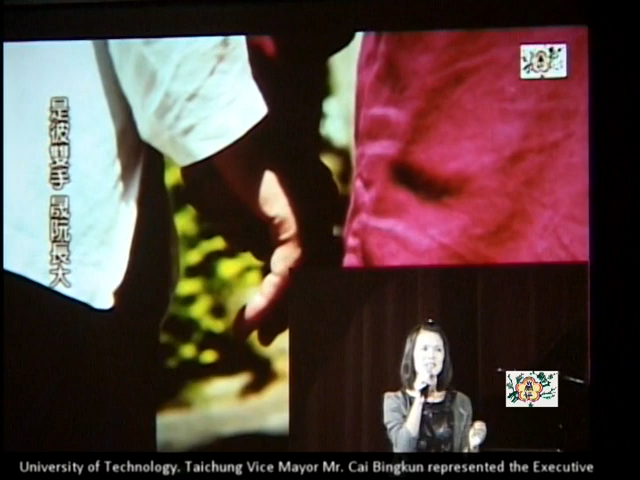 是彼雙手 晟阮長大
University of Technology. Taichung Vice Mayor Mr. Cai Bingkun represented the Executive